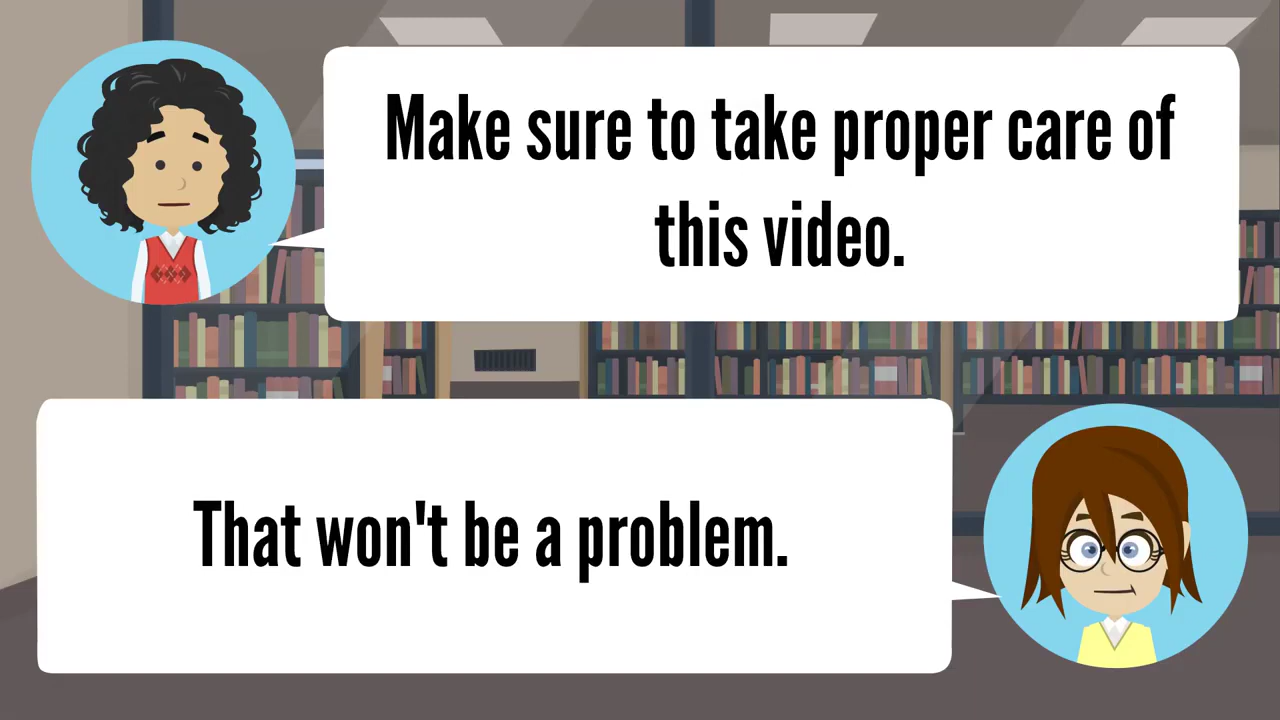 Make sure to take proper care of
this video.
That won't be a problem.